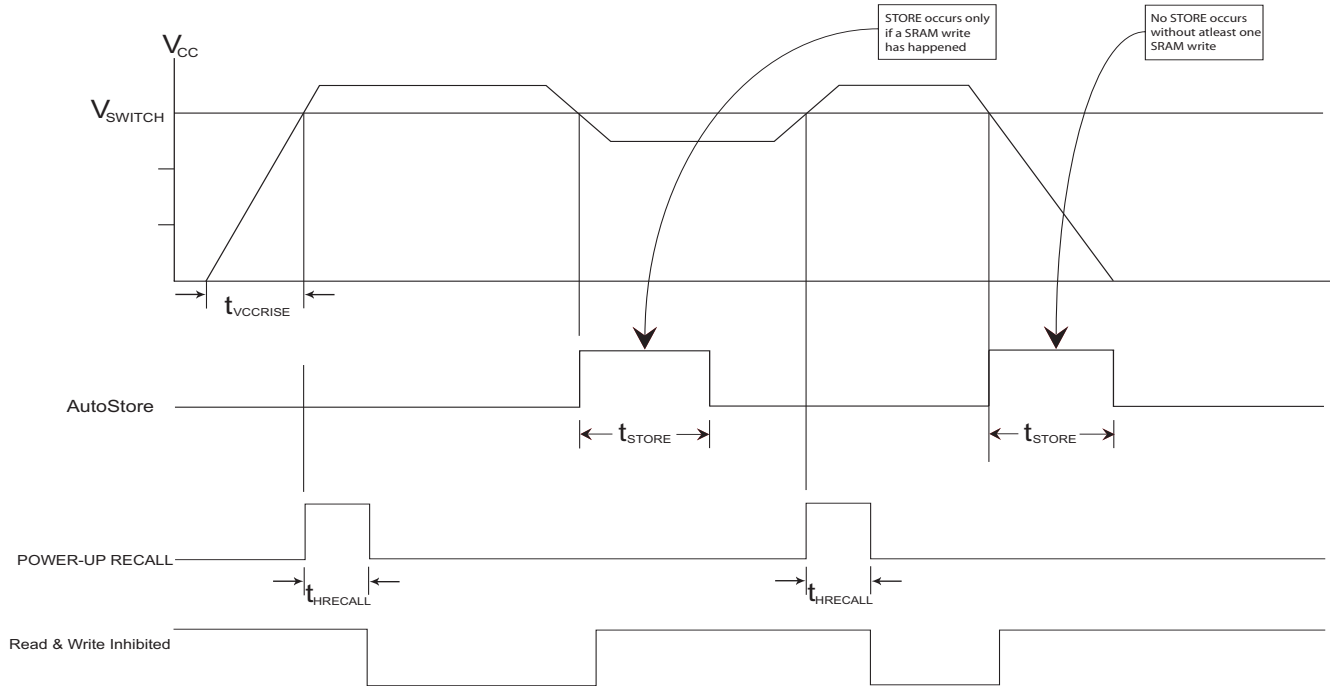 STORE occurs only
if a SRAM write
has happened
No STORE occurs
without atleast one
SRAM write
VCC
VSWITCH
tVCCRISE
AutoStore
tSTORE
tSTORE
POWER-UP RECALL
tHRECALL
tHRECALL
Read & Write Inhibited